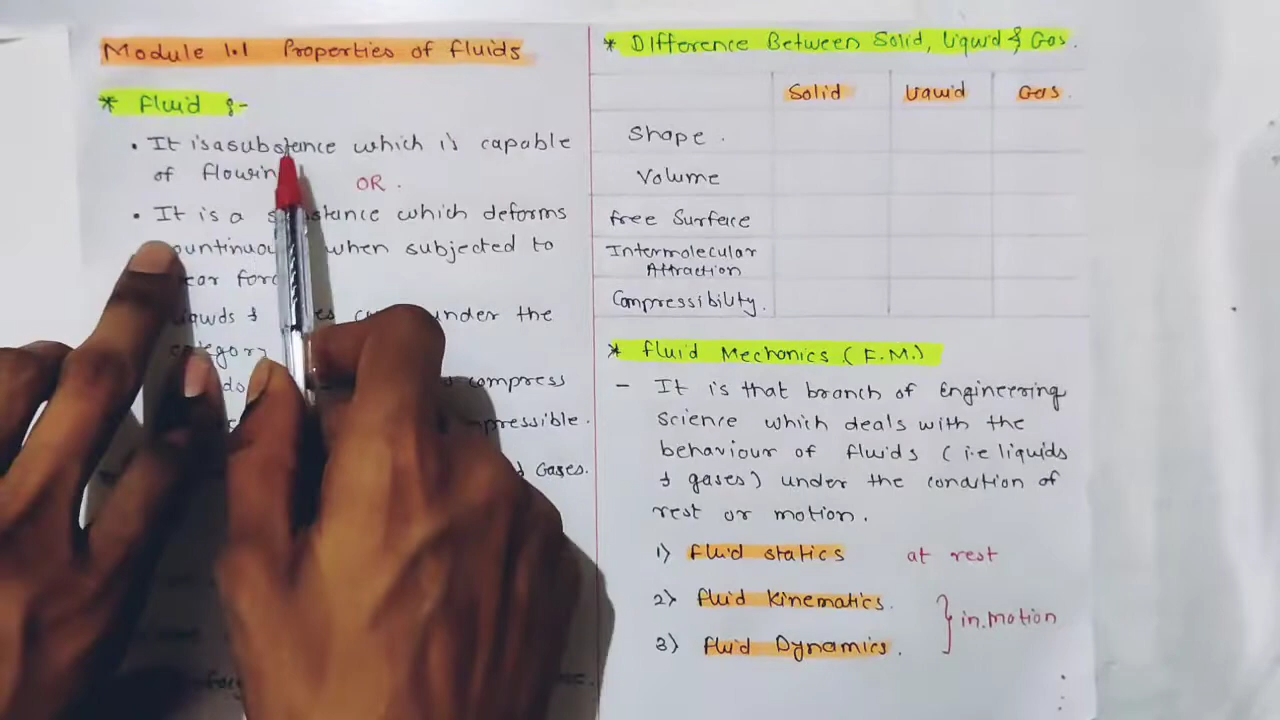 Module 1.1 Properties of fluids
* Fluid :-
• It is a substance which is capable
of flowin
OR.
• It is a stance which deforms
when subjected to
liquids & under the
category
compress
Gases.
* Difference Between Solid, Liquid & Gas.
Solid Liquid Gas.
Shape.
Volume
free Surface
Intermolecular
Attraction
Compressibility.
* fluid Mechanics (F.M.)
- It is that branch of Engineering
science which deals with the
behaviour of fluids (i.e liquids
& gases) under the condition of
rest or motion.
1) fluid statics at rest
2) fluid Kinematics.
} in.motion
3) fluid Dynamics.